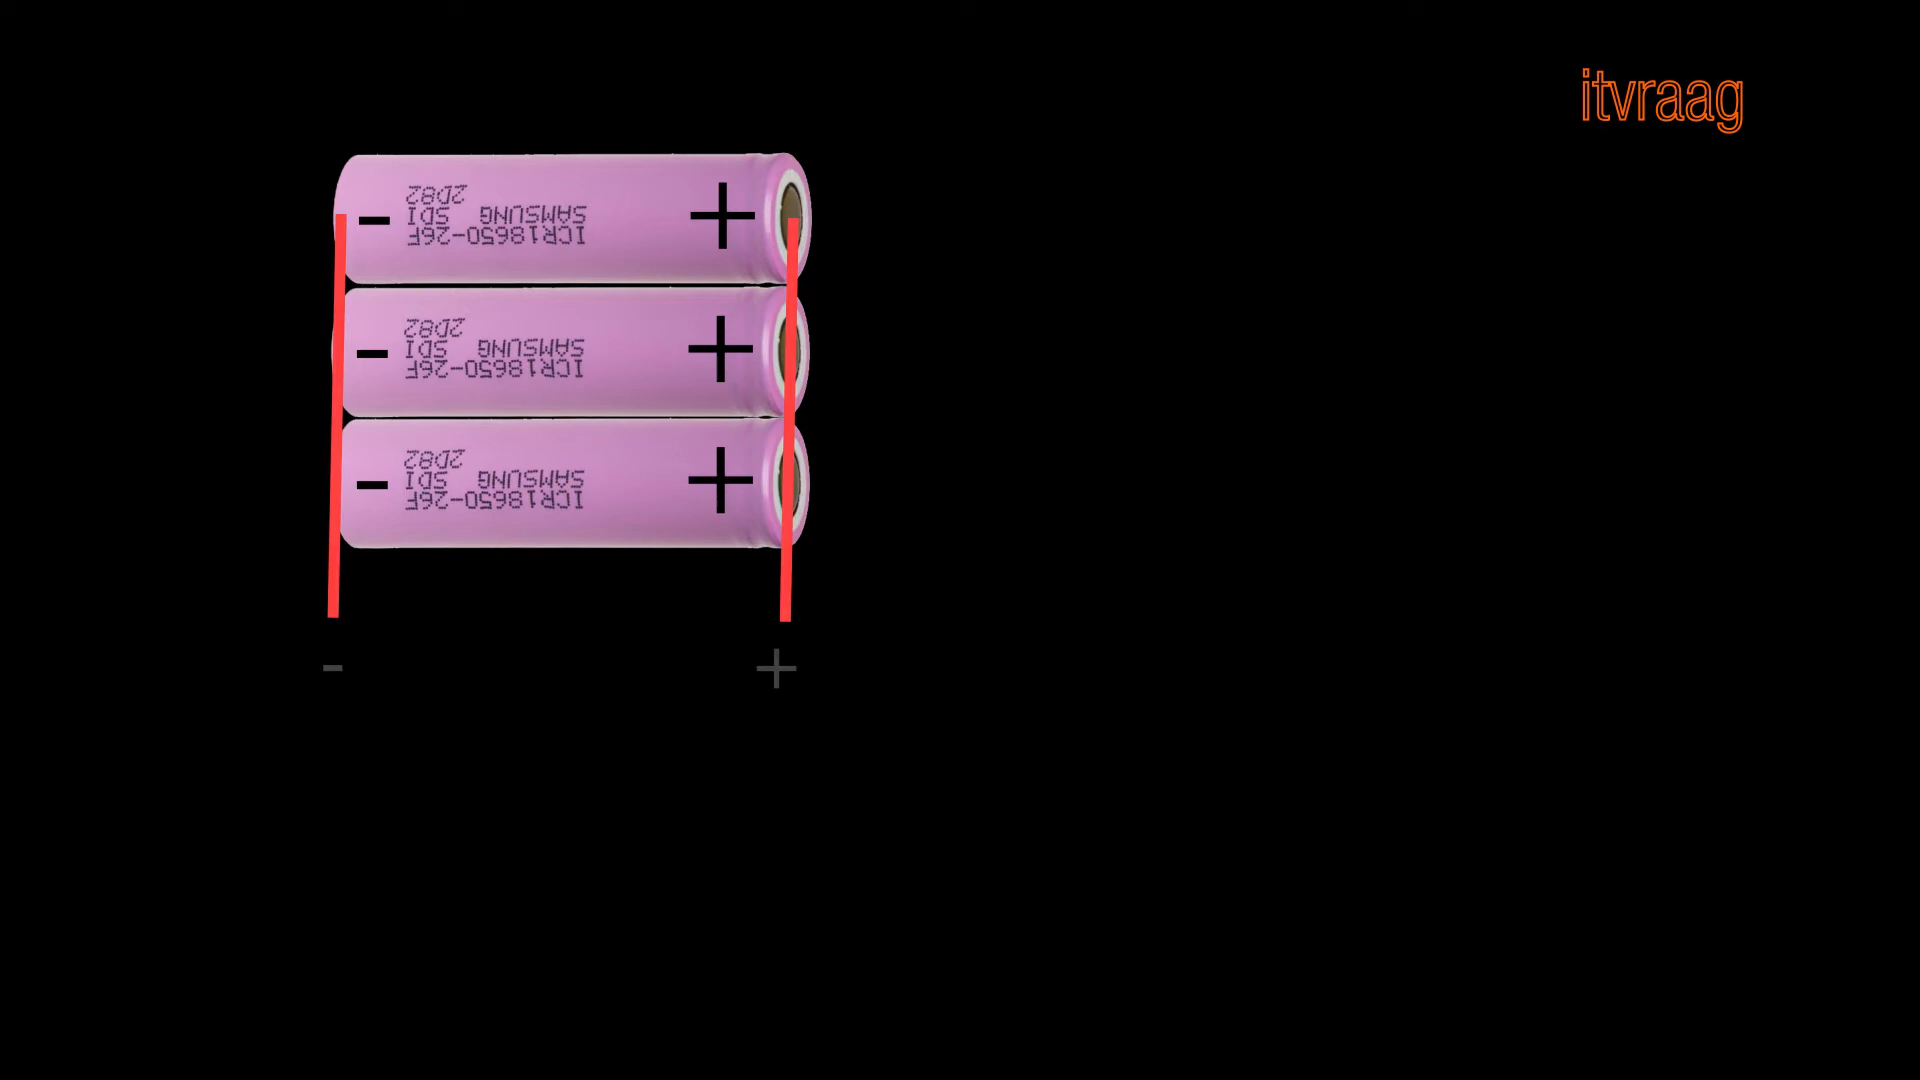 itvraag
- +
ICR18650-26F
SAMSUNG SDI
2D82
- +
ICR18650-26F
SAMSUNG SDI
2D82
- +
ICR18650-26F
SAMSUNG SDI
2D82
- +